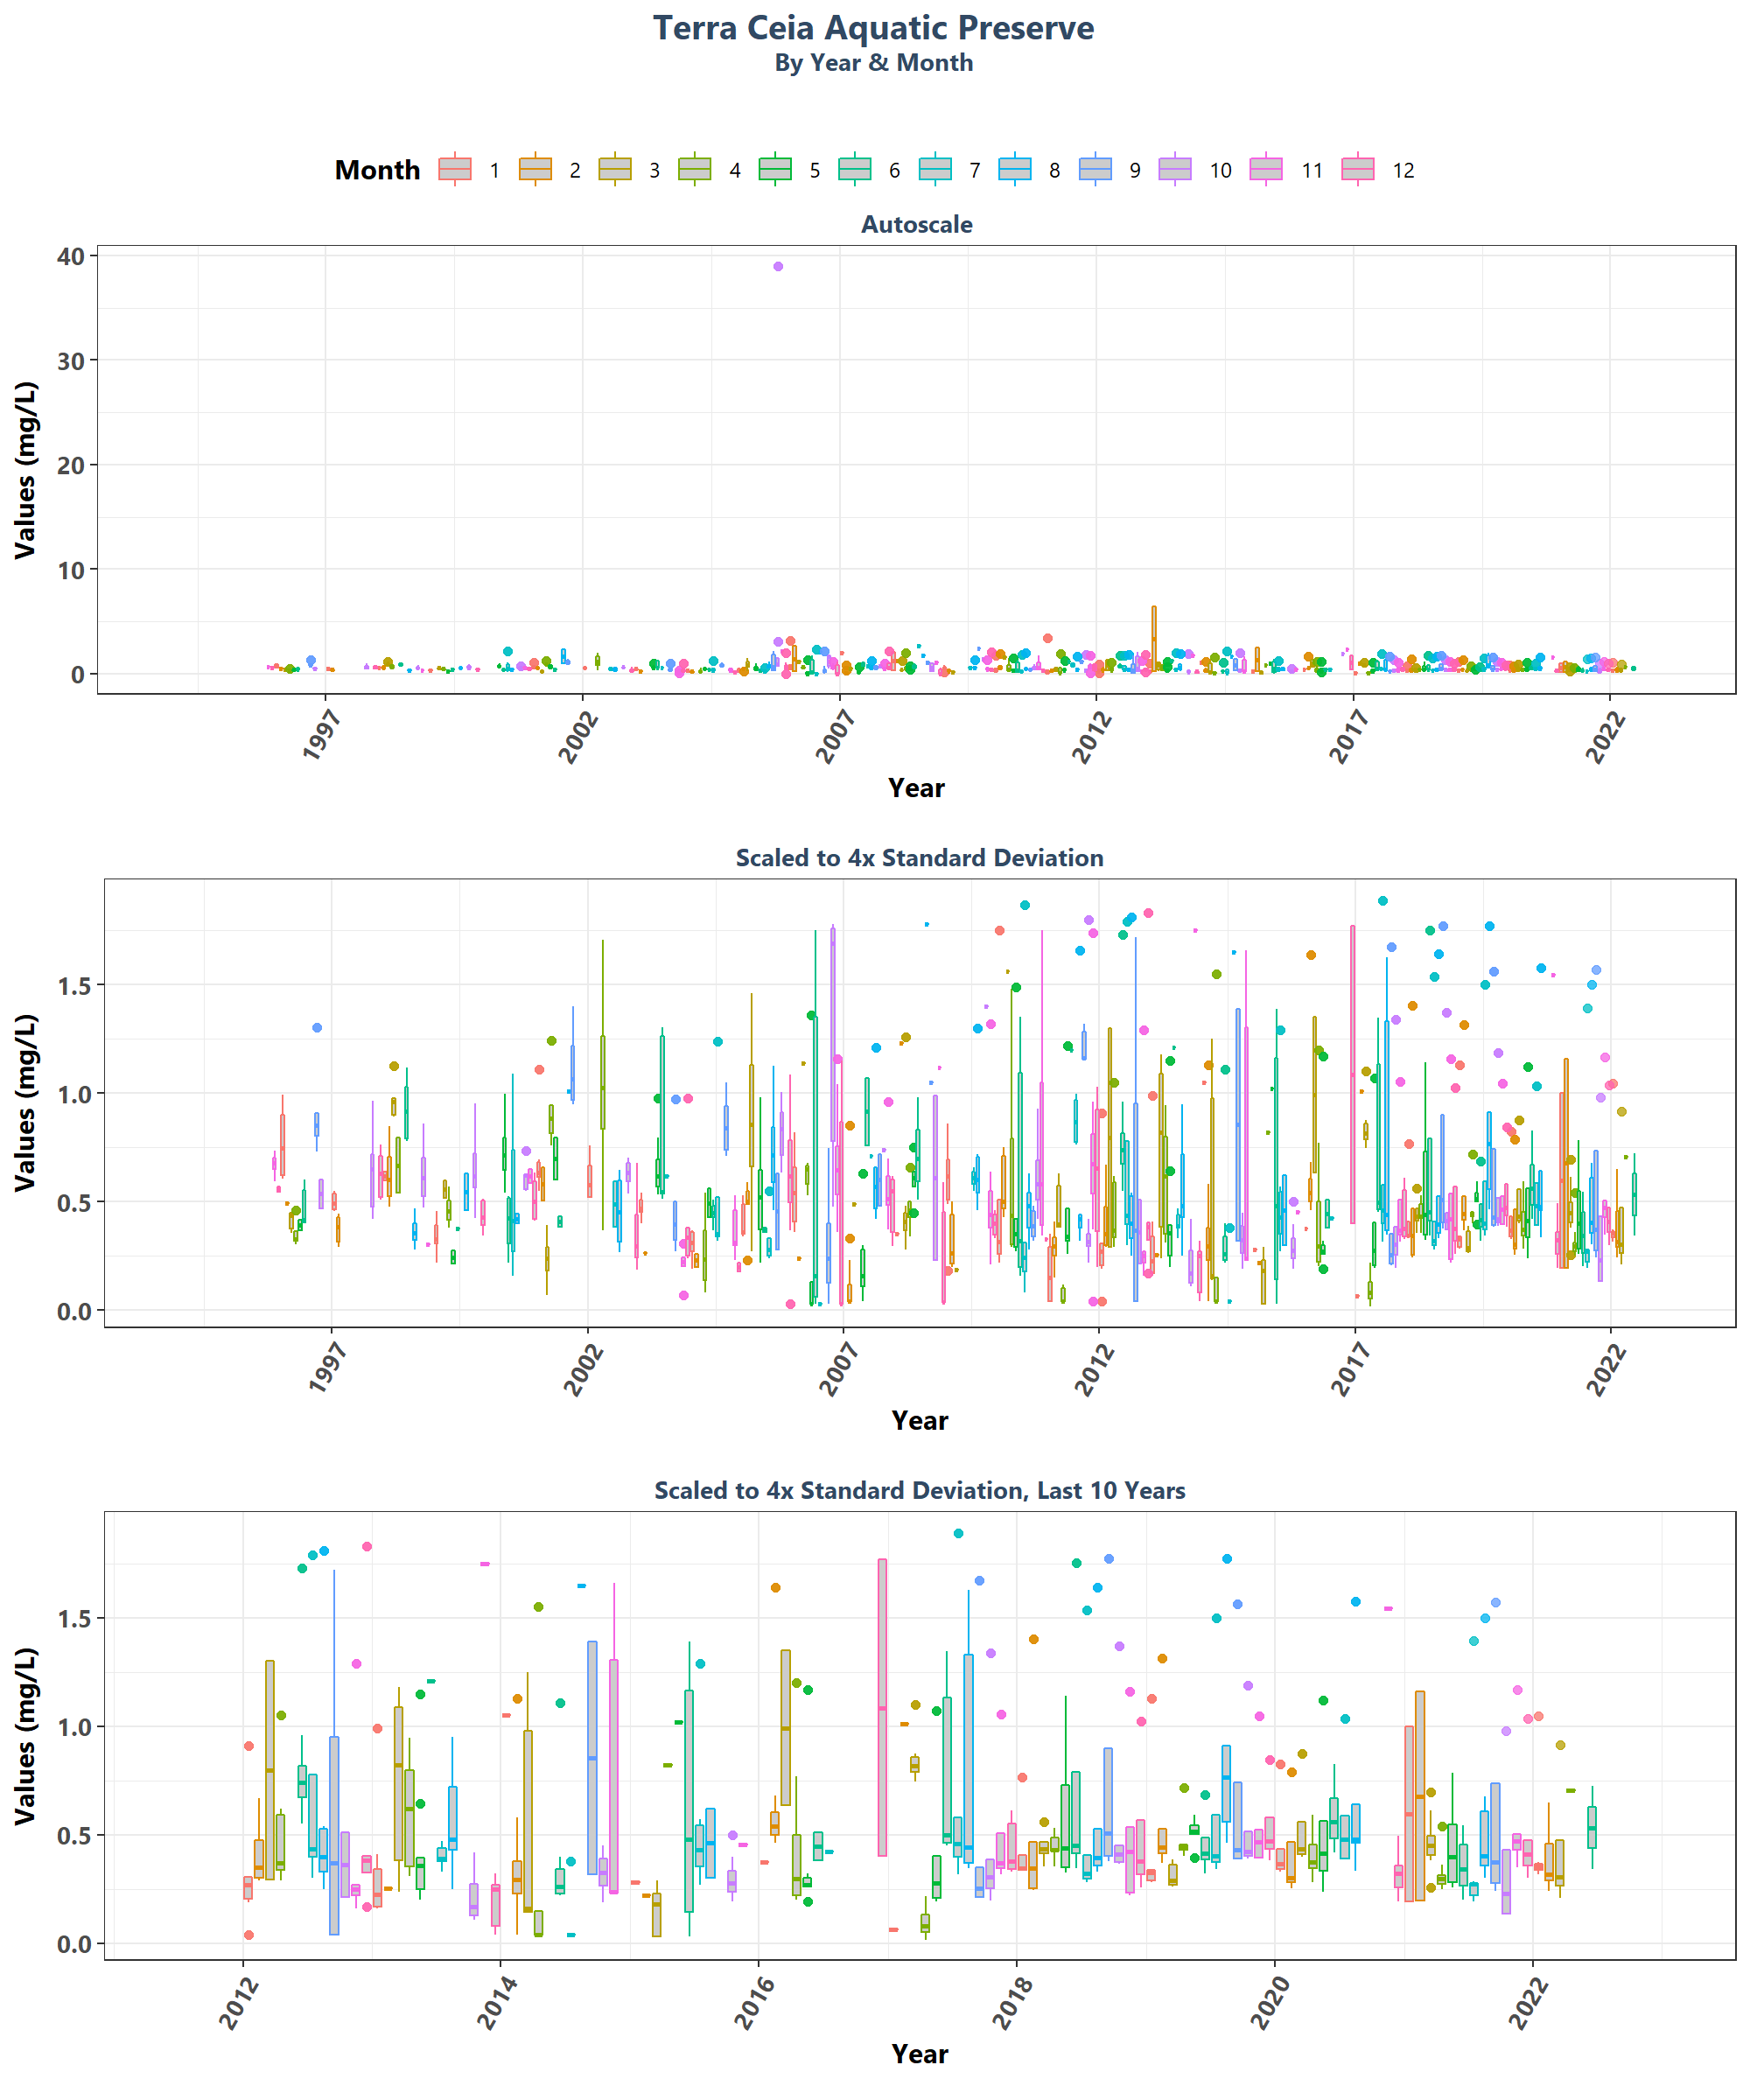 Terra Ceia Aquatic Preserve
By Year & Month
Month 1 2 3 4 5 6 7 8 9 10 11 12
Autoscale
Values (mg/L)
40
30
20
10
0
1997 2002 2007 2012 2017 2022
Year
Scaled to 4x Standard Deviation
Values (mg/L)
1.5
1.0
0.5
0.0
1997 2002 2007 2012 2017 2022
Year
Scaled to 4x Standard Deviation, Last 10 Years
Values (mg/L)
1.5
1.0
0.5
0.0
2012 2014 2016 2018 2020 2022
Year